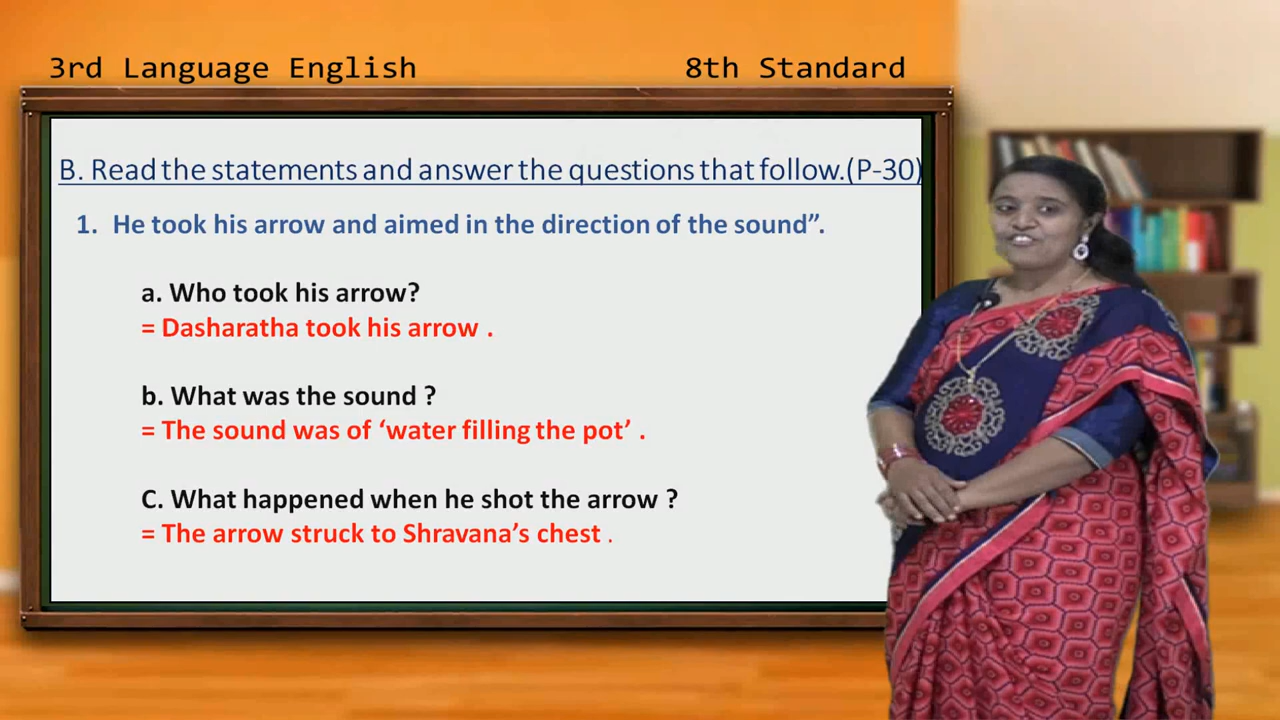 3rd Language English 8th Standard
B. Read the statements and answer the questions that follow.(P-30)
1. He took his arrow and aimed in the direction of the sound”.
a. Who took his arrow?
= Dasharatha took his arrow .
b. What was the sound ?
= The sound was of ‘water filling the pot’ .
C. What happened when he shot the arrow ?
= The arrow struck to Shravana’s chest .